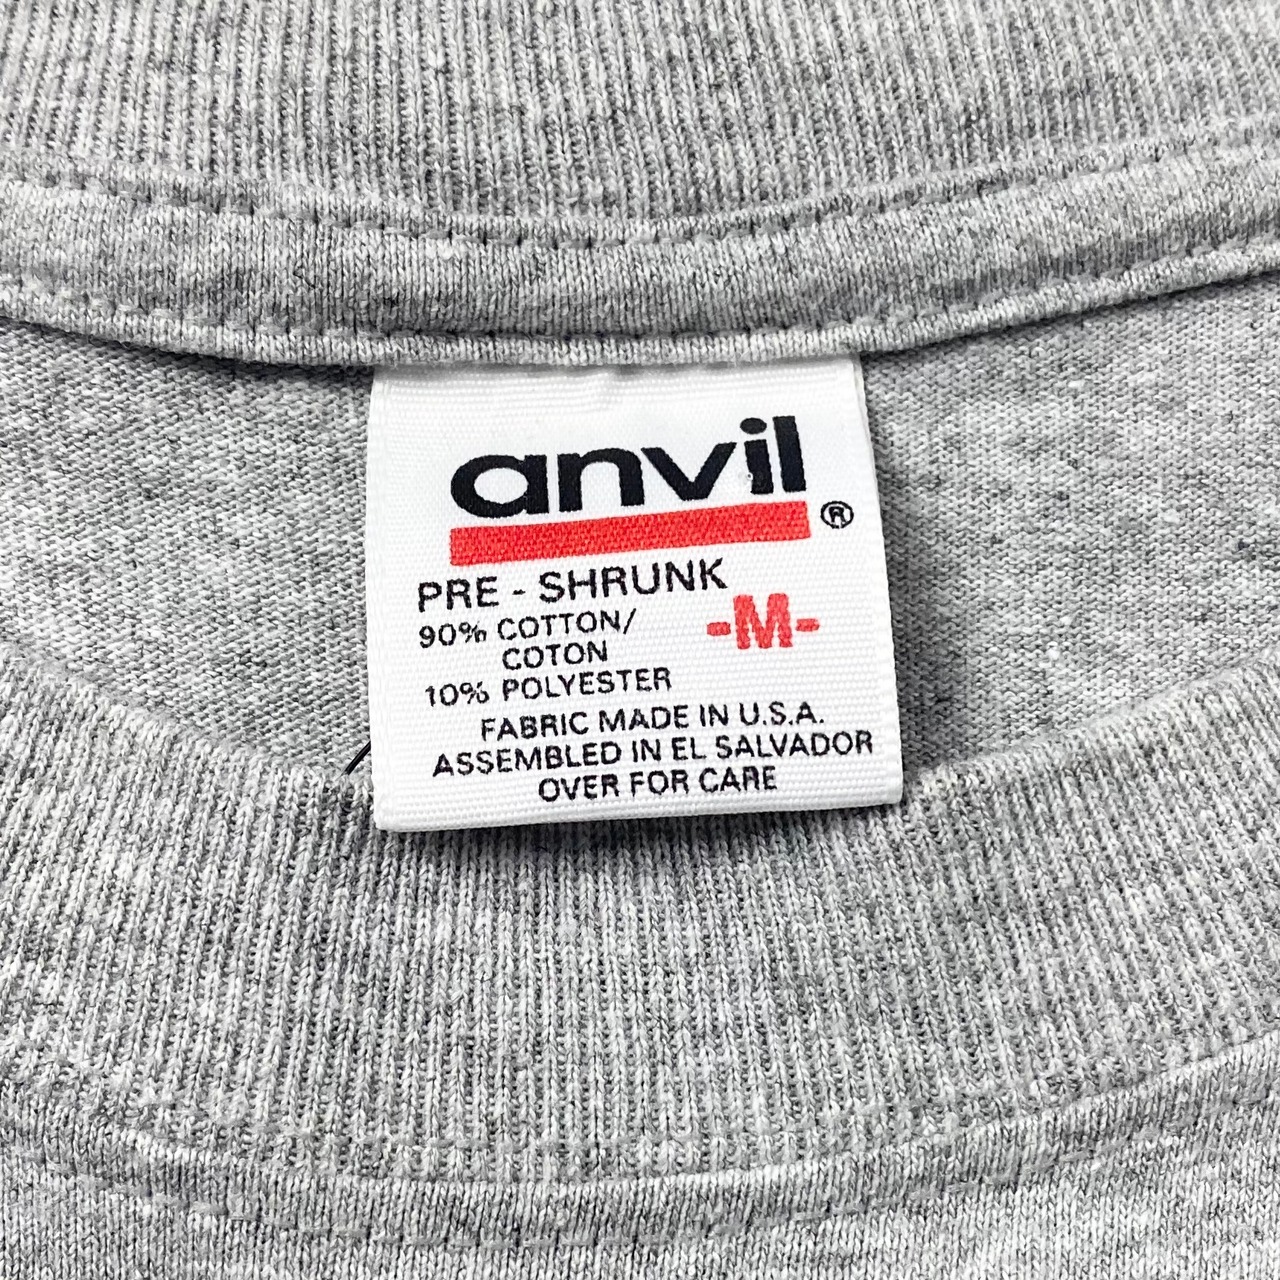 anvil®
PRE - SHRUNK
90% COTTON/
COTON
-M-
10% POLYESTER
FABRIC MADE IN U.S.A.
ASSEMBLED IN EL SALVADOR
OVER FOR CARE